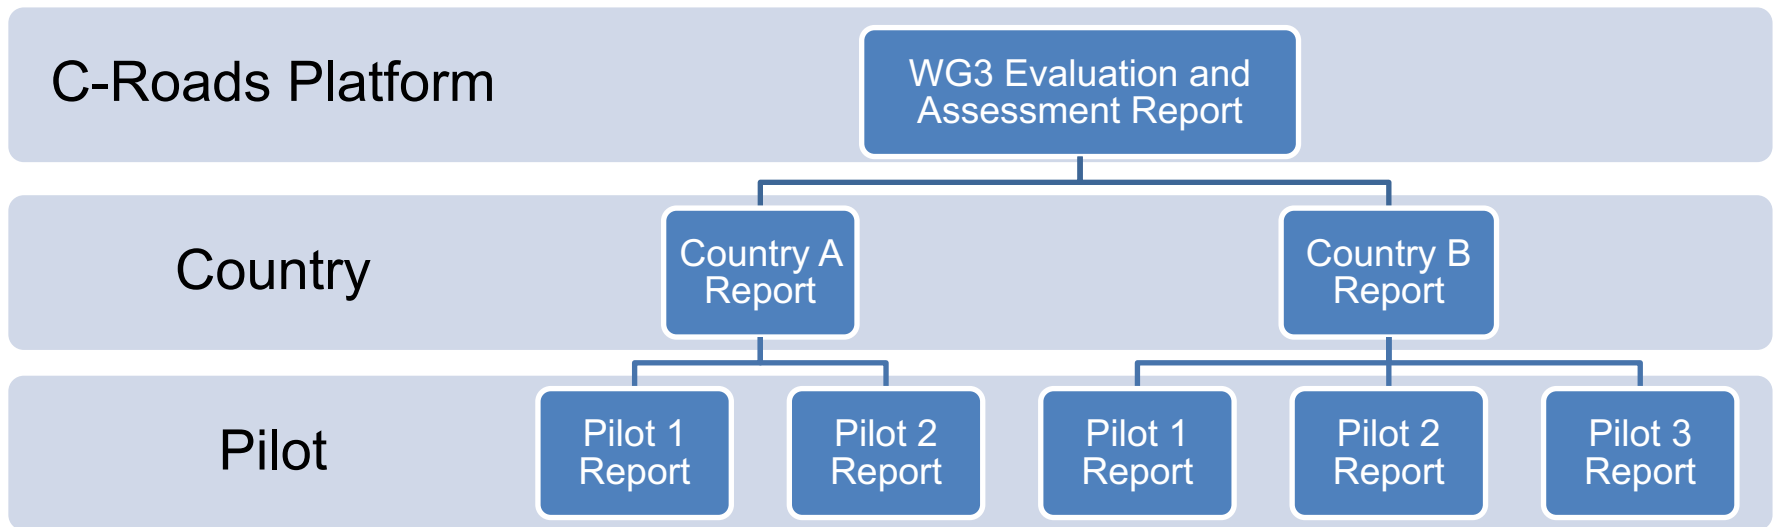 C-Roads Platform
WG3 Evaluation and
Assessment Report
Country
Country A
Report
Country B
Report
Pilot
Pilot 1
Report
Pilot 2
Report
Pilot 1
Report
Pilot 2
Report
Pilot 3
Report